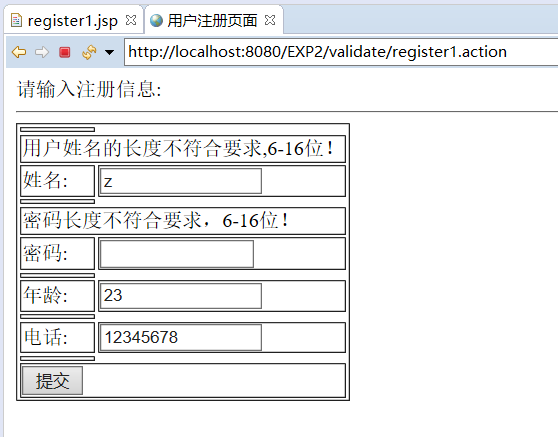 register1.jsp 用户注册页面
http://localhost:8080/EXP2/validate/register1.action
请输入注册信息:
用户姓名的长度不符合要求,6-16位！
姓名: z
密码长度不符合要求，6-16位！
密码:
年龄: 23
电话: 12345678
提交